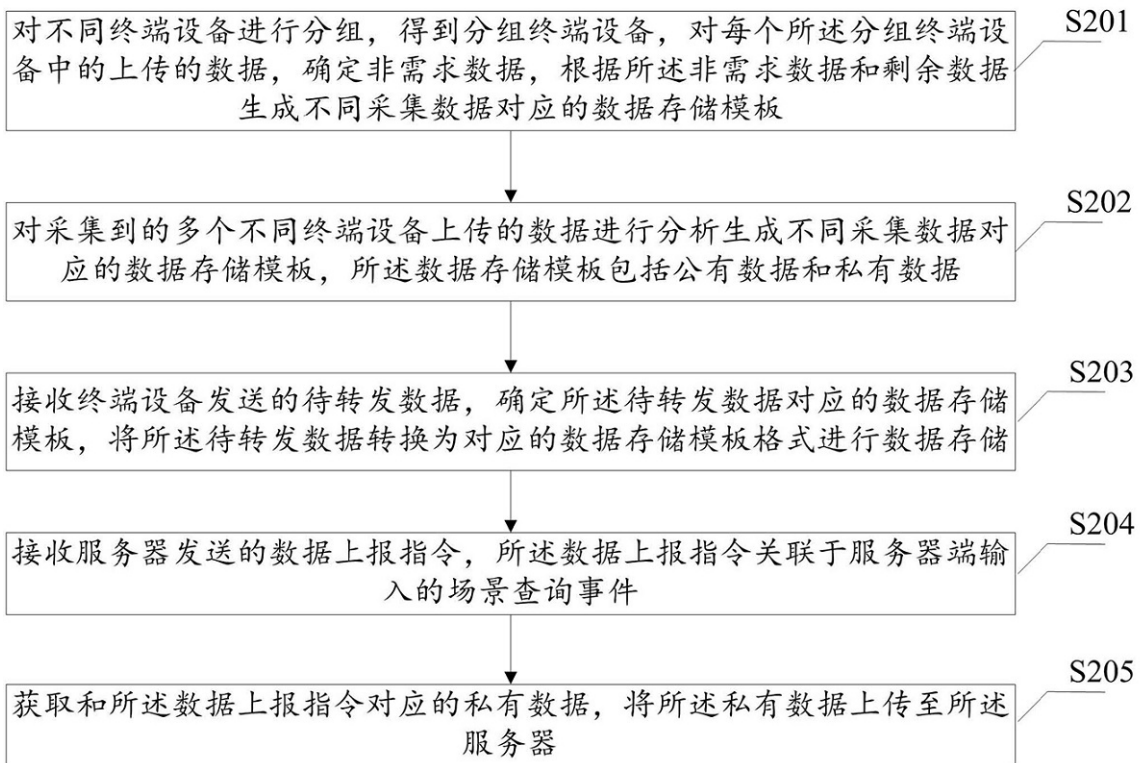 对不同终端设备进行分组，得到分组终端设备，对每个所述分组终端设
备中的上传的数据，确定非需求数据，根据所述非需求数据和剩余数据
生成不同采集数据对应的数据存储模板
S201
对采集到的多个不同终端设备上传的数据进行分析生成不同采集数据对
应的数据存储模板，所述数据存储模板包括公有数据和私有数据
S202
接收终端设备发送的待转发数据，确定所述待转发数据对应的数据存储
模板，将所述待转发数据转换为对应的数据存储模板格式进行数据存储
S203
接收服务器发送的数据上报指令，所述数据上报指令关联于服务器端输
入的场景查询事件
S204
获取和所述数据上报指令对应的私有数据，将所述私有数据上传至所述
服务器
S205